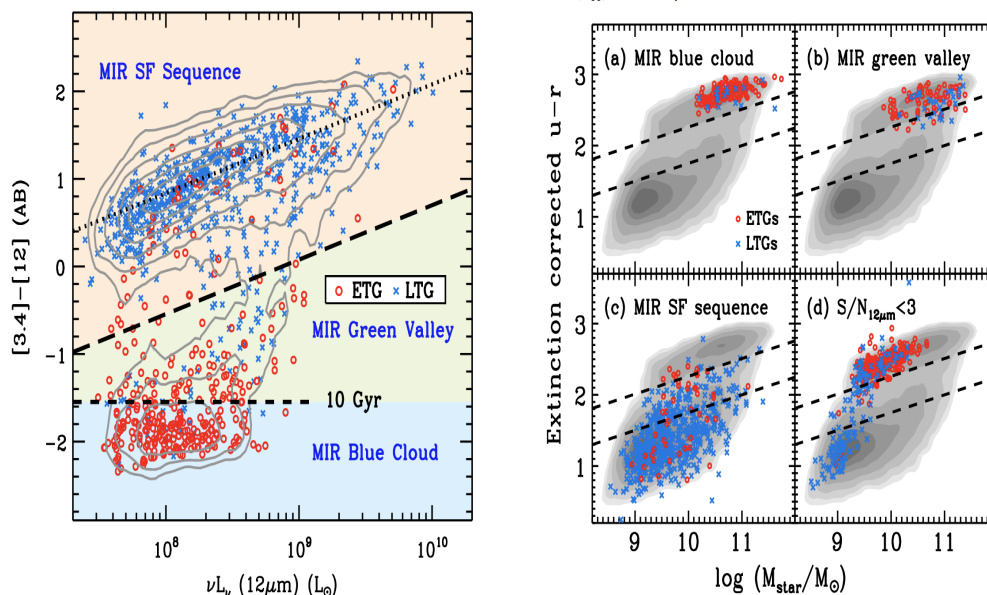 MIR SF Sequence
MIR Green Valley
10 Gyr
MIR Blue Cloud
ETG
LTG
[3.4]–[12] (AB)
2
1
0
-1
-2
10^8
10^9
10^10
νL_ν (12μm) (L_⊙)
(a) MIR blue cloud
(b) MIR green valley
ETGs
LTGs
(c) MIR SF sequence
(d) S/N_12μm<3
Extinction corrected u–r
3
2
1
3
2
1
9
10
11
9
10
11
log (M_star/M_⊙)